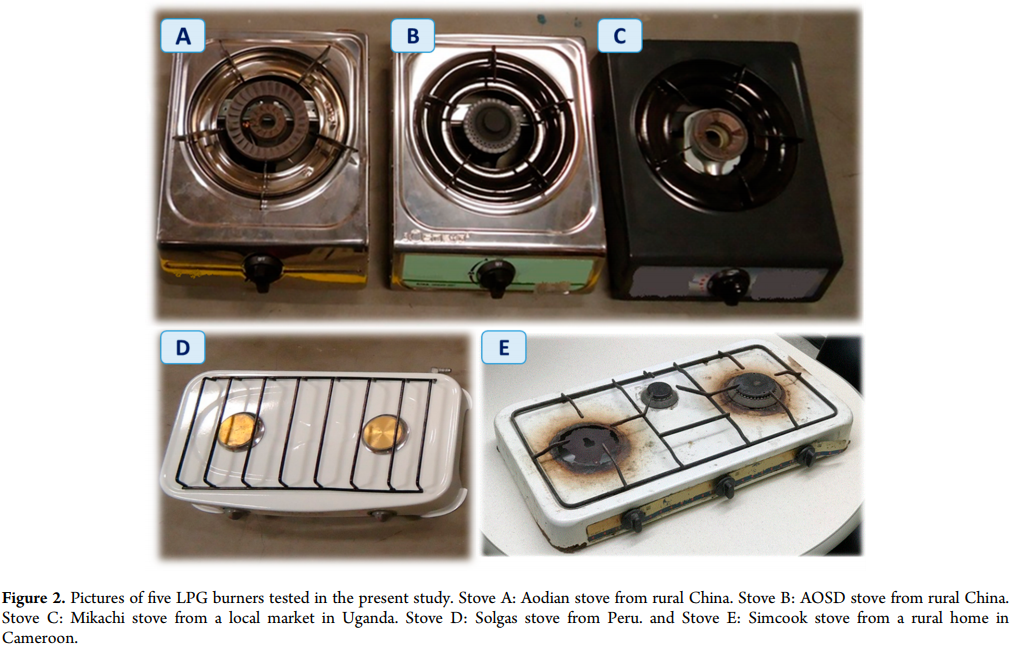 A
B
C
D
E
Figure 2. Pictures of five LPG burners tested in the present study. Stove A: Aodian stove from rural China. Stove B: AOSD stove from rural China.
Stove C: Mikachi stove from a local market in Uganda. Stove D: Solgas stove from Peru. and Stove E: Simcook stove from a rural home in
Cameroon.